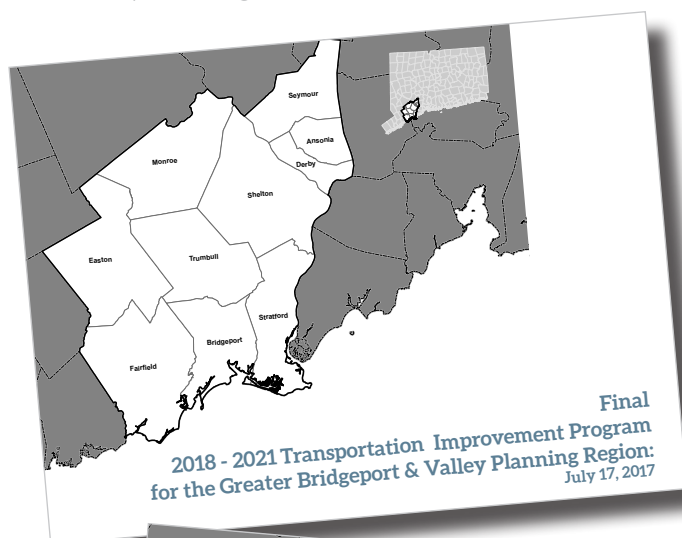 Seymour
Ansonia
Derby
Monroe
Shelton
Easton
Trumbull
Stratford
Bridgeport
Fairfield
Final
2018 - 2021 Transportation Improvement Program
for the Greater Bridgeport & Valley Planning Region:
July 17, 2017